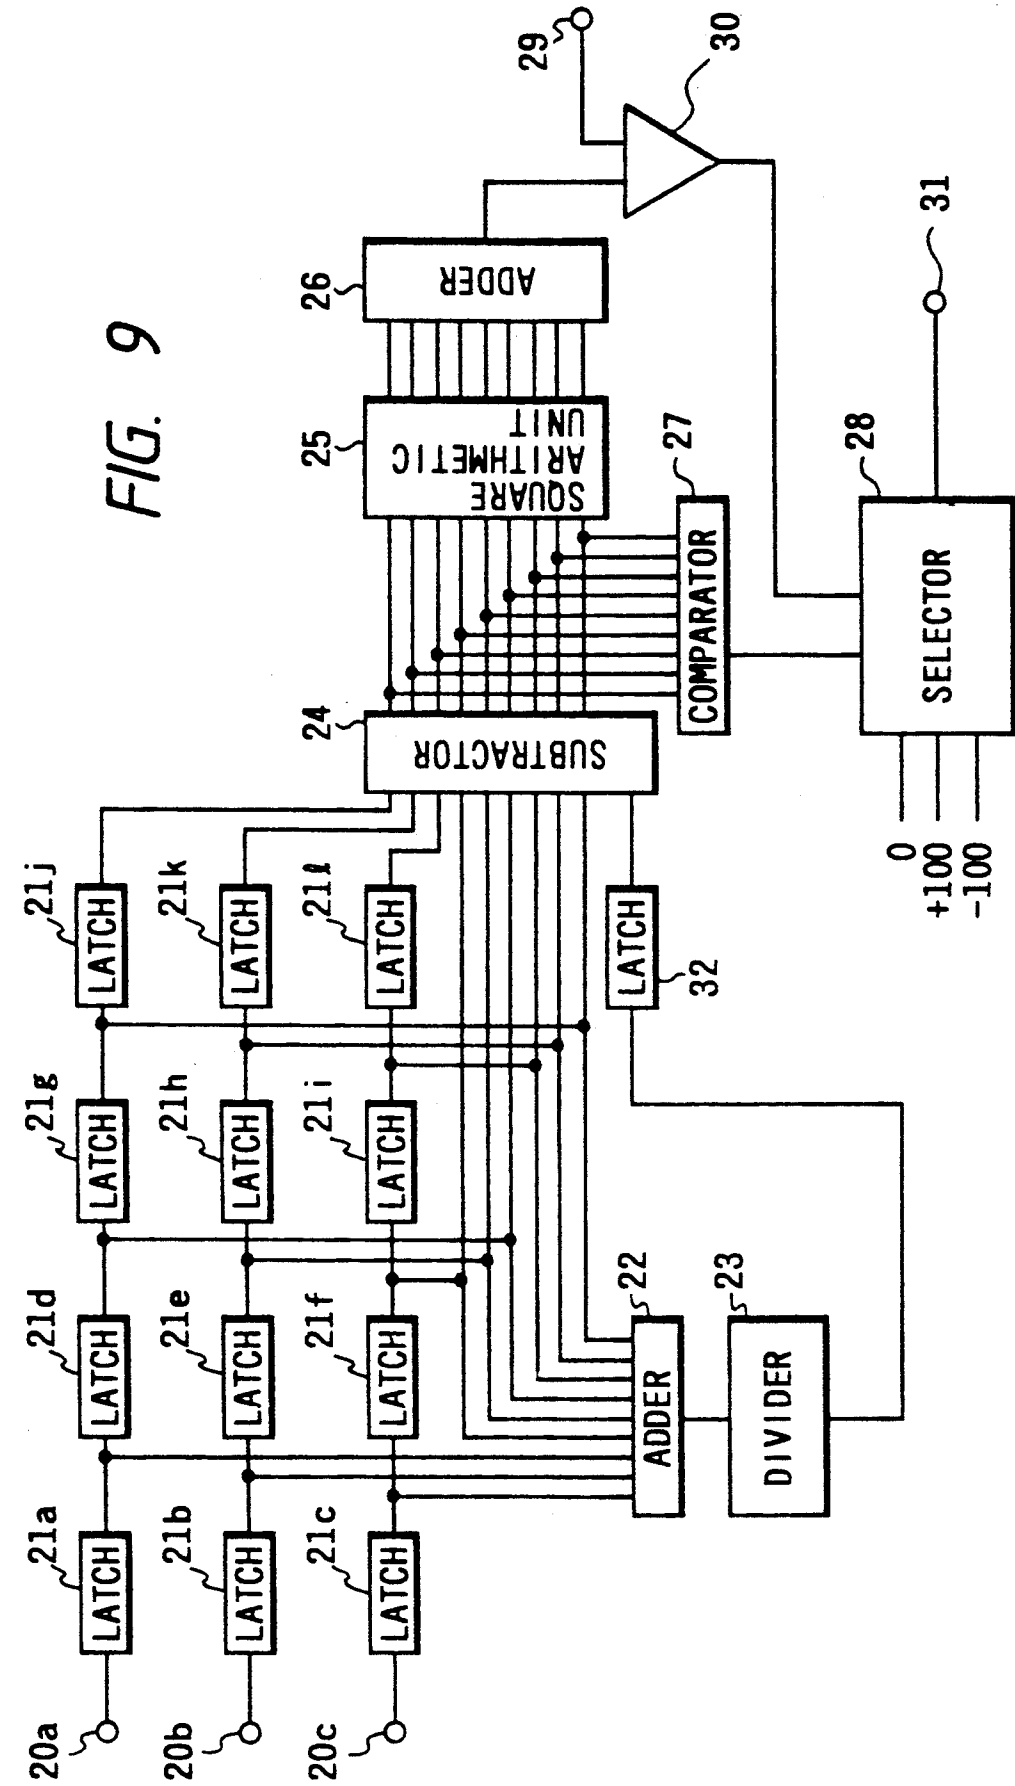 FIG. 9
20a
20b
20c
21a
LATCH
21b
LATCH
21c
LATCH
21d
LATCH
21e
LATCH
21f
LATCH
21g
LATCH
21h
LATCH
21i
LATCH
21j
LATCH
21k
LATCH
21l
LATCH
22
ADDER
23
DIVIDER
LATCH
32
24
SUBTRACTOR
25
SQUARE
ARITHMETIC
UNIT
26
ADDER
27
COMPARATOR
28
SELECTOR
0
+100
-100
29
30
31